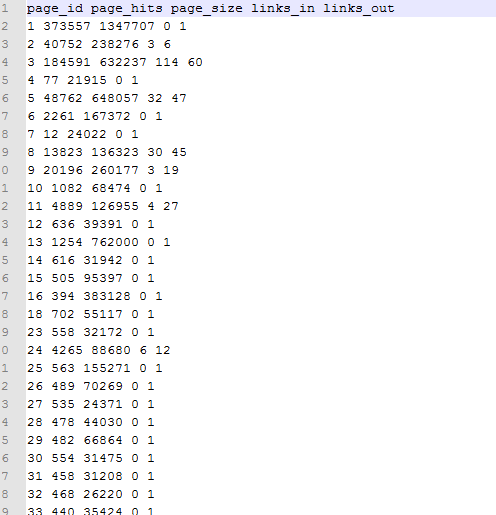 1 page_id page_hits page_size links_in links_out
2 1 373557 1347707 0 1
3 2 40752 238276 3 6
4 3 184591 632237 114 60
5 4 77 21915 0 1
6 5 48762 648057 32 47
7 6 2261 167372 0 1
8 7 12 24022 0 1
9 8 13823 136323 30 45
0 9 20196 260177 3 19
1 10 1082 68474 0 1
2 11 4889 126955 4 27
3 12 636 39391 0 1
4 13 1254 762000 0 1
5 14 616 31942 0 1
6 15 505 95397 0 1
7 16 394 383128 0 1
8 18 702 55117 0 1
9 23 558 32172 0 1
0 24 4265 88680 6 12
1 25 563 155271 0 1
2 26 489 70269 0 1
3 27 535 24371 0 1
4 28 478 44030 0 1
5 29 482 66864 0 1
6 30 554 31475 0 1
7 31 458 31208 0 1
8 32 468 26220 0 1
9 33 440 35424 0 1